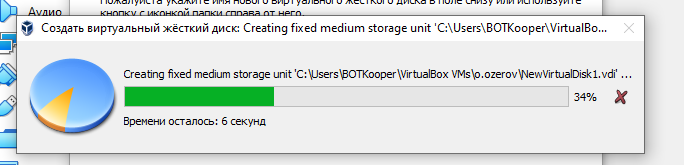 Пожалуйста укажите имя нового виртуального жёсткого диска в поле снизу или используйте
Аудио
кнопку с иконкой папки справа от него.
Создать виртуальный жёсткий диск: Creating fixed medium storage unit 'C:\Users\BOTKooper\VirtualBo...
Creating fixed medium storage unit 'C:\Users\BOTKooper\VirtualBox VMs\o.ozerov\NewVirtualDisk1.vdi' ...
34%
Времени осталось: 6 секунд